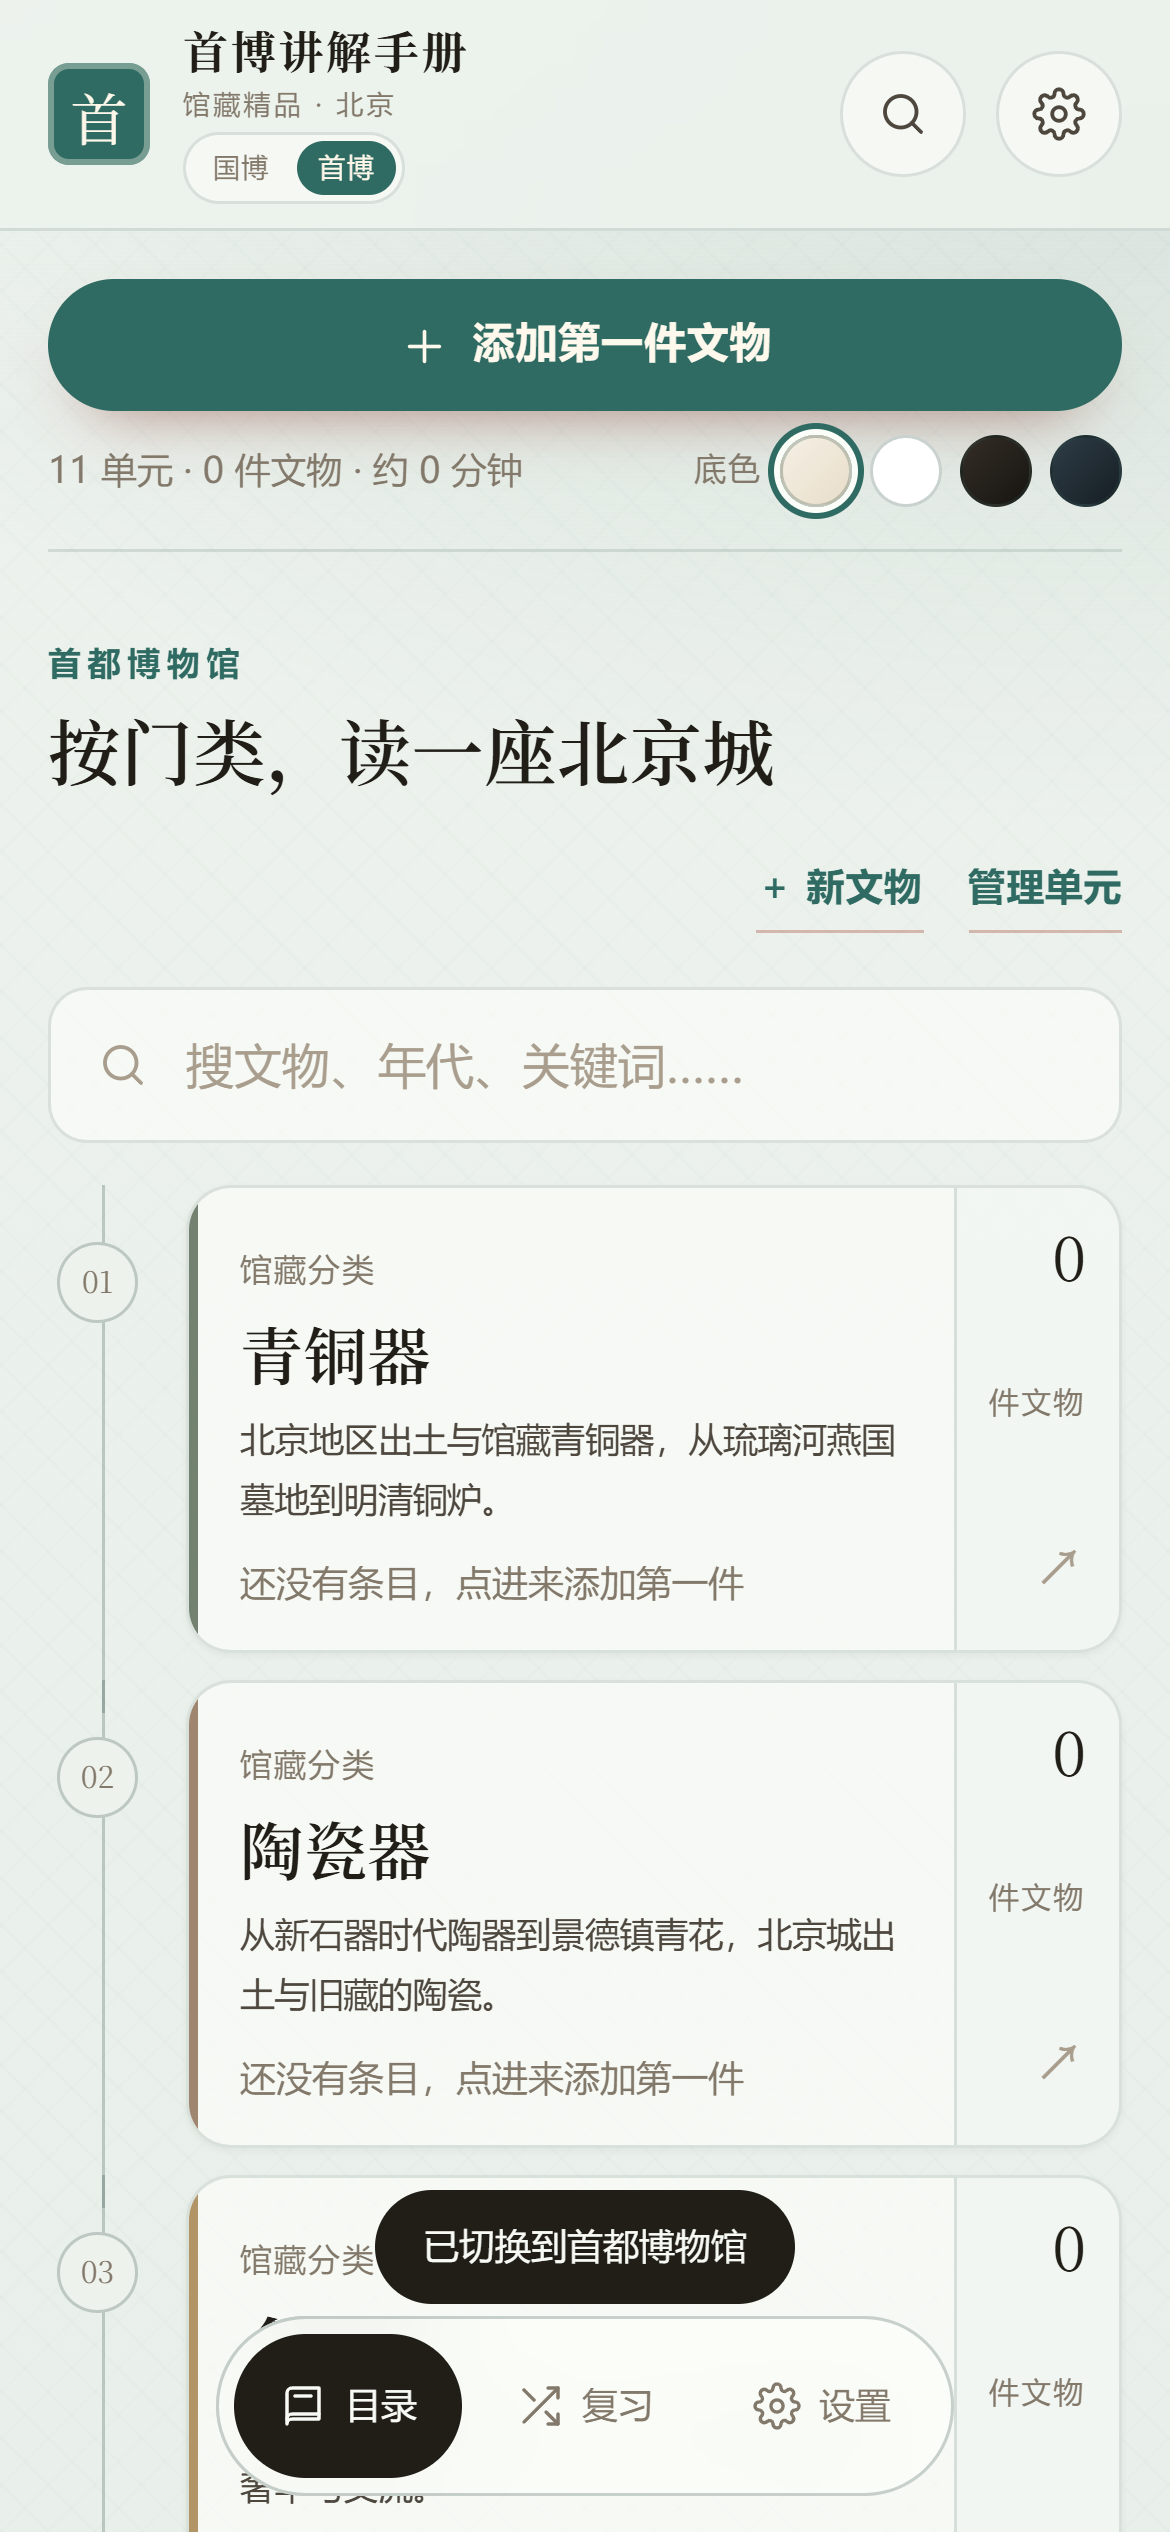 首
首博讲解手册
馆藏精品 · 北京
国博 首博
+ 添加第一件文物
11 单元 · 0 件文物 · 约 0 分钟 底色
首都博物馆
按门类，读一座北京城
+ 新文物 管理单元
搜文物、年代、关键词……
01
馆藏分类
青铜器
北京地区出土与馆藏青铜器，从琉璃河燕国
墓地到明清铜炉。
还没有条目，点进来添加第一件
0
件文物
02
馆藏分类
陶瓷器
从新石器时代陶器到景德镇青花，北京城出
土与旧藏的陶瓷。
还没有条目，点进来添加第一件
0
件文物
03
馆藏分类
0
件文物
已切换到首都博物馆
目录 复习 设置